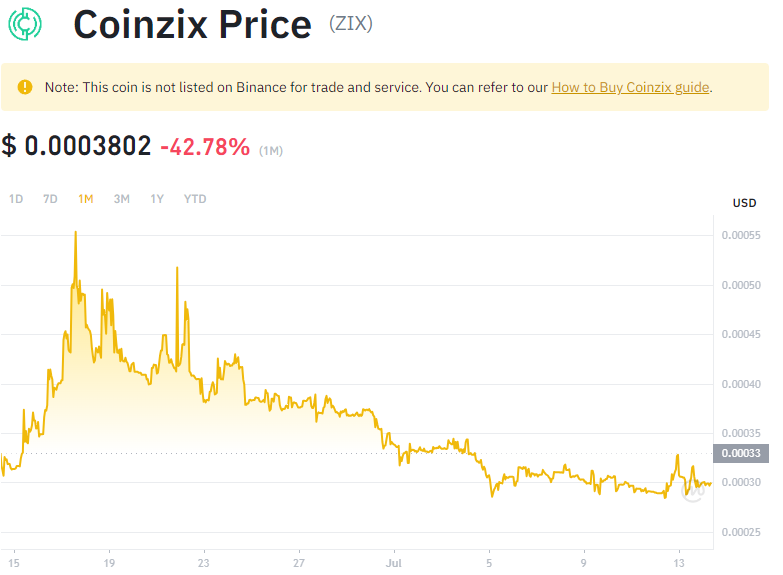 Coinzix Price (ZIX)
Note: This coin is not listed on Binance for trade and service. You can refer to our How to Buy Coinzix guide.
$ 0.0003802 -42.78% (1M)
1D 7D 1M 3M 1Y YTD
USD
0.00055
0.00050
0.00045
0.00040
0.00035
0.00033
0.00030
0.00025
15 19 23 27 Jul 5 9 13